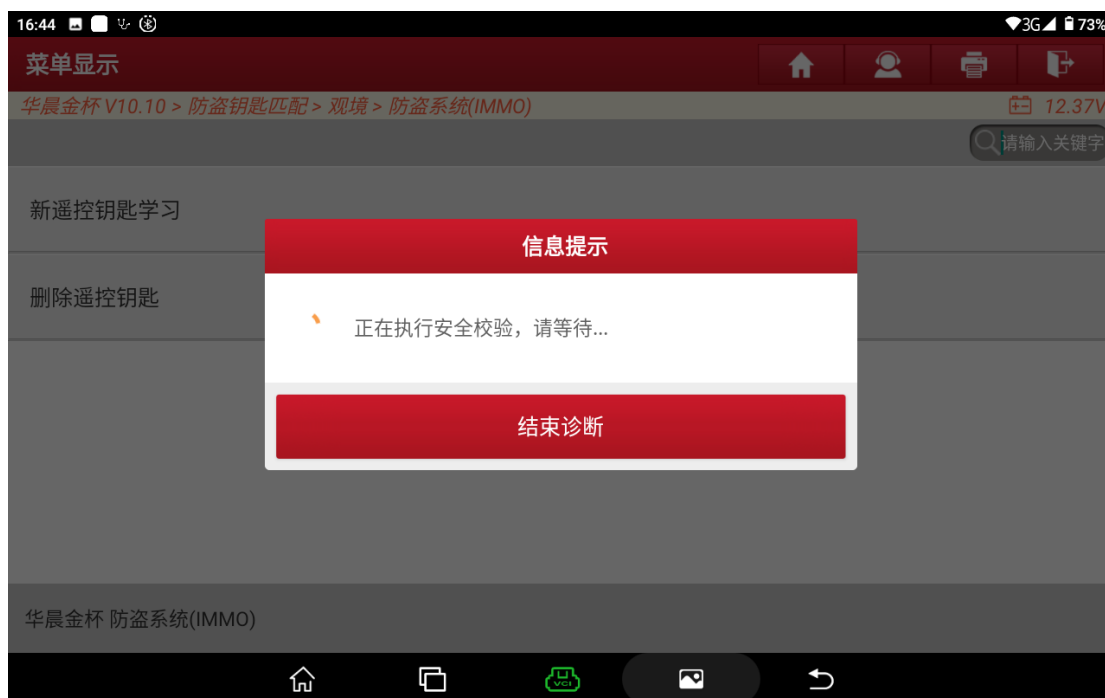 16:44
3G 73%
菜单显示
华晨金杯 V10.10 > 防盗钥匙匹配 > 观境 > 防盗系统(IMMO)
12.37V
请输入关键字
新遥控钥匙学习
信息提示
删除遥控钥匙
正在执行安全校验，请等待...
结束诊断
华晨金杯 防盗系统(IMMO)
VCI